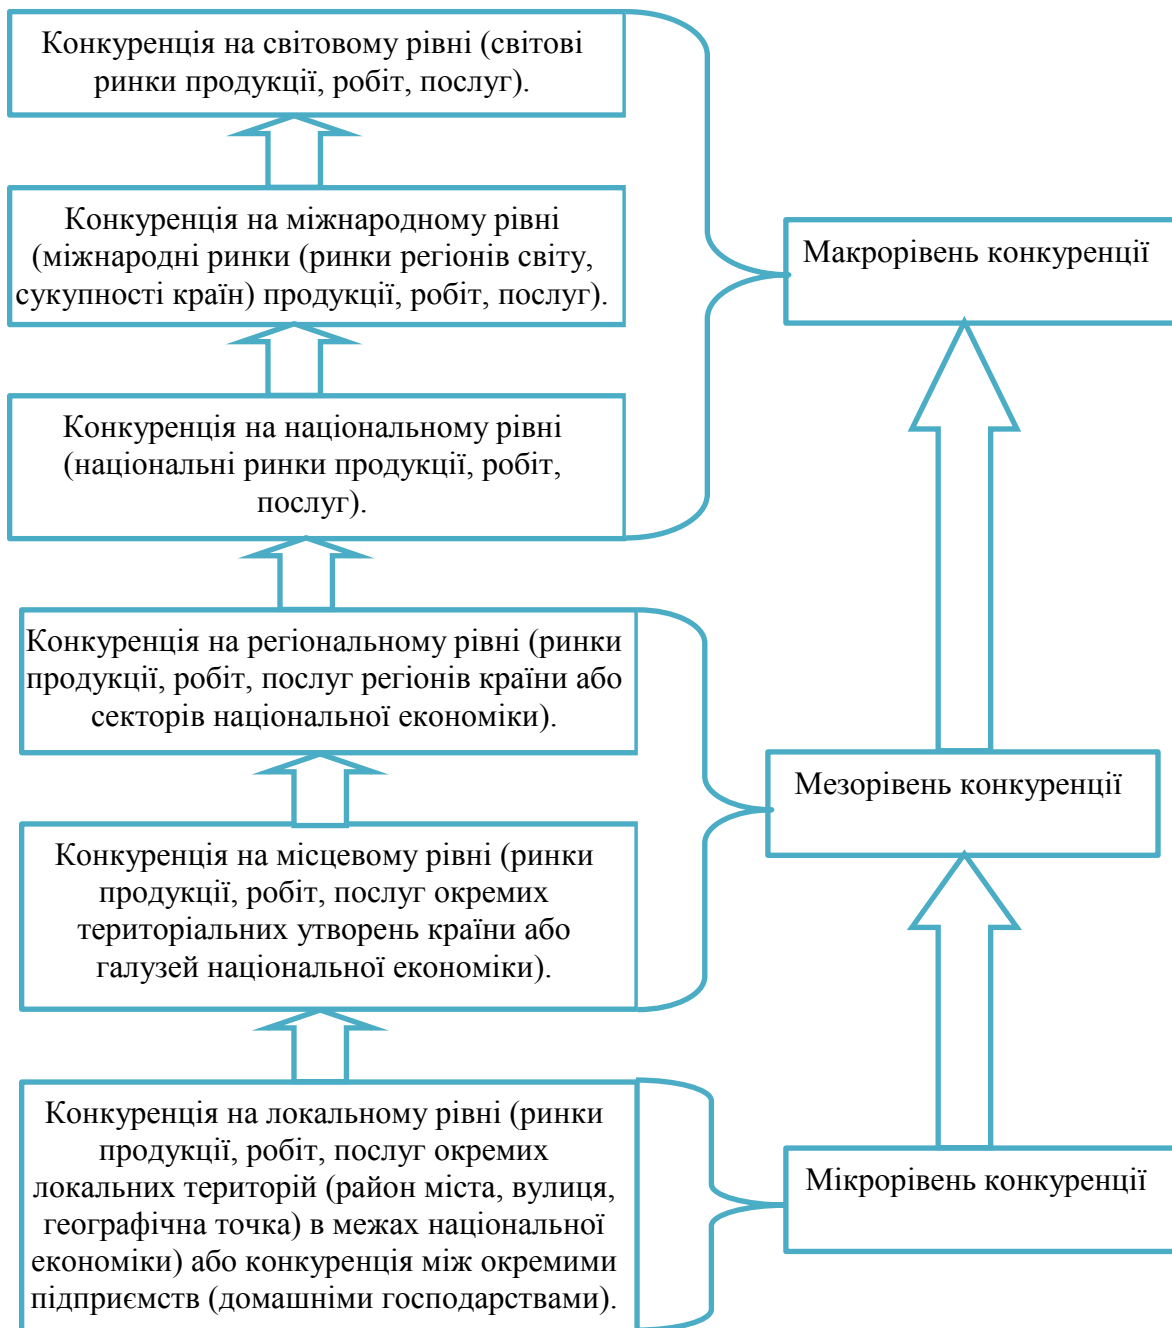 Конкуренція на світовому рівні (світові
ринки продукції, робіт, послуг).
Конкуренція на міжнародному рівні
(міжнародні ринки (ринки регіонів світу,
сукупності країн) продукції, робіт, послуг).
Макрорівень конкуренції
Конкуренція на національному рівні
(національні ринки продукції, робіт,
послуг).
Конкуренція на регіональному рівні (ринки
продукції, робіт, послуг регіонів країни або
секторів національної економіки).
Мезорівень конкуренції
Конкуренція на місцевому рівні (ринки
продукції, робіт, послуг окремих
територіальних утворень країни або
галузей національної економіки).
Конкуренція на локальному рівні (ринки
продукції, робіт, послуг окремих
локальних територій (район міста, вулиця,
географічна точка) в межах національної
економіки) або конкуренція між окремими
підприємств (домашніми господарствами).
Мікрорівень конкуренції